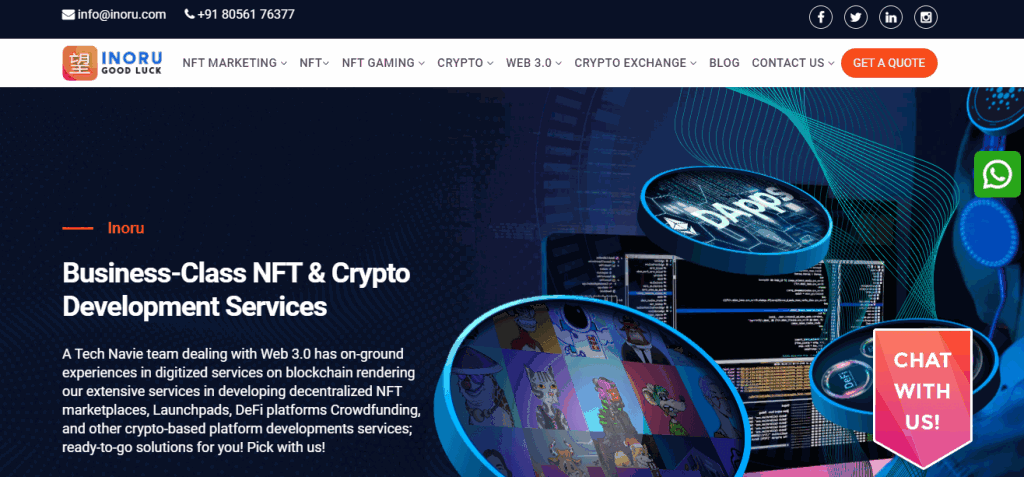 info@inoru.com +91 80561 76377
望 INORU
GOOD LUCK
NFT MARKETING NFT NFT GAMING CRYPTO WEB 3.0 CRYPTO EXCHANGE BLOG CONTACT US GET A QUOTE
Inoru
Business-Class NFT & Crypto
Development Services
A Tech Navie team dealing with Web 3.0 has on-ground
experiences in digitized services on blockchain rendering
our extensive services in developing decentralized NFT
marketplaces, Launchpads, DeFi platforms Crowdfunding,
and other crypto-based platform developments services;
ready-to-go solutions for you! Pick with us!
DApps
DeFi
CHAT
WITH
US!